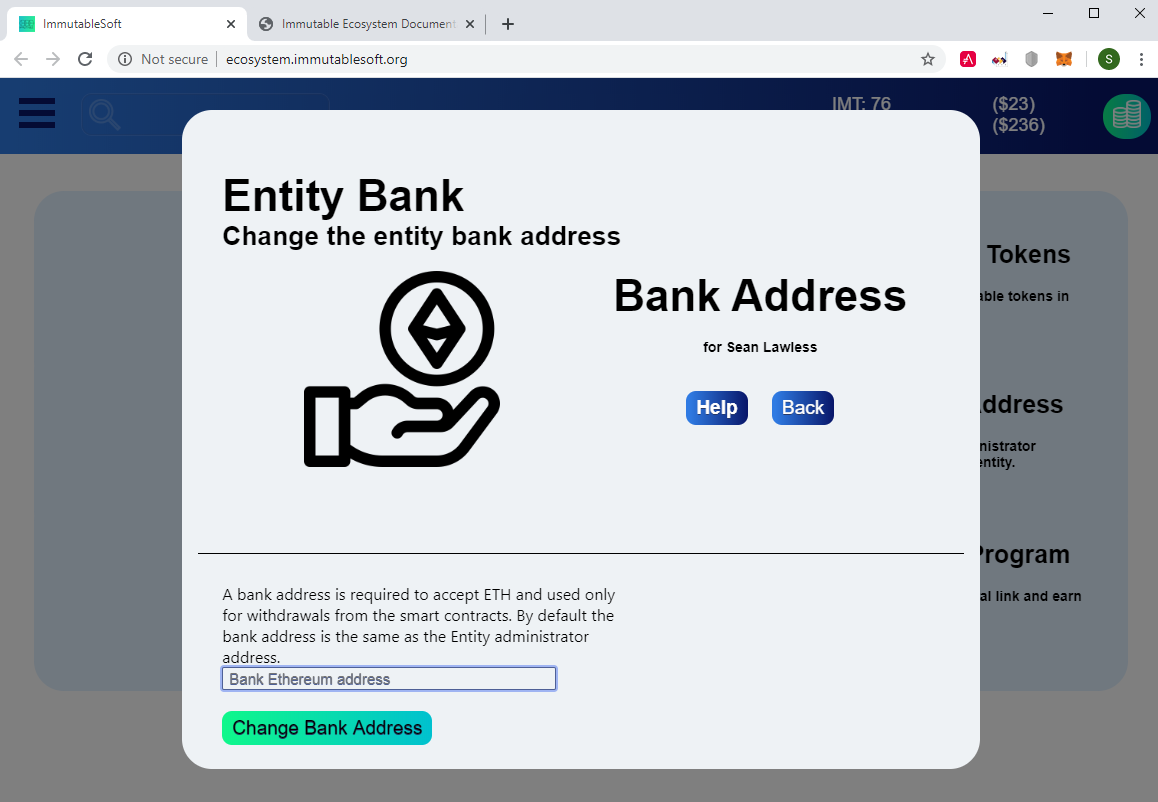 ImmutableSoft
Immutable Ecosystem Document
Not secure
ecosystem.immutablesoft.org
S
IMT: 76
($23)
($236)
Entity Bank
Change the entity bank address
Bank Address
for Sean Lawless
Help
Back
Tokens
able tokens in
ddress
nistrator
entity.
Program
al link and earn
A bank address is required to accept ETH and used only
for withdrawals from the smart contracts. By default the
bank address is the same as the Entity administrator
address.
Bank Ethereum address
Change Bank Address